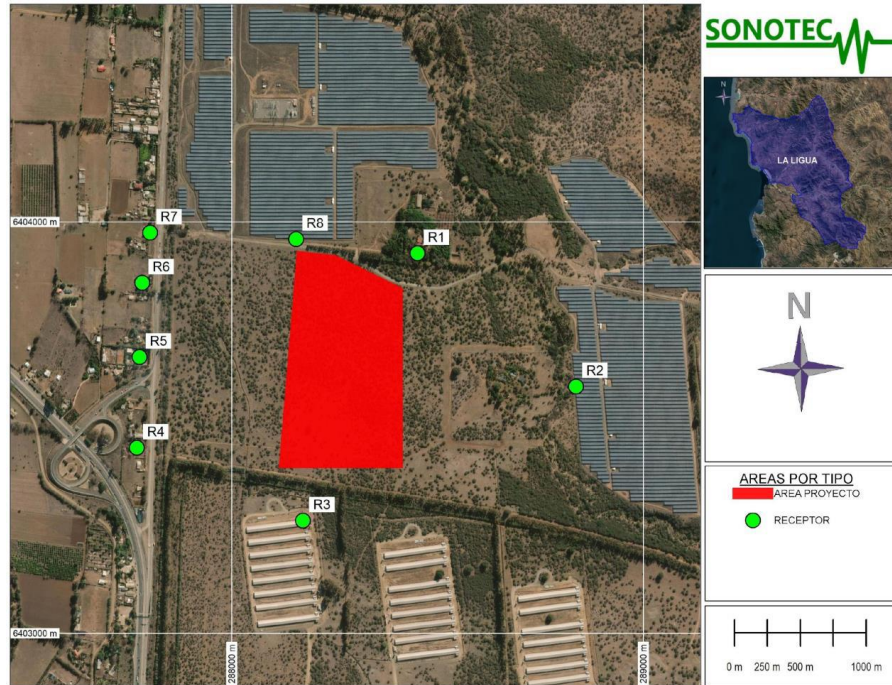 SONOTEC
N
LA LIGUA
6404000 m
R7
R8
R1
R6
R5
R2
R4
R3
6403000 m
288000 m
289000 m
N
AREAS POR TIPO
AREA PROYECTO
RECEPTOR
0 m 250 m 500 m 1000 m